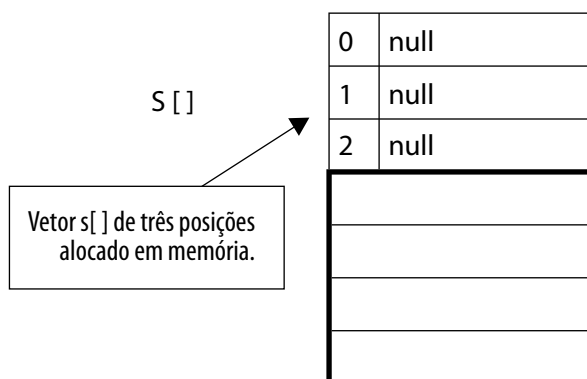 0 null
S [ ]
1 null
2 null
Vetor s[ ] de três posições
alocado em memória.